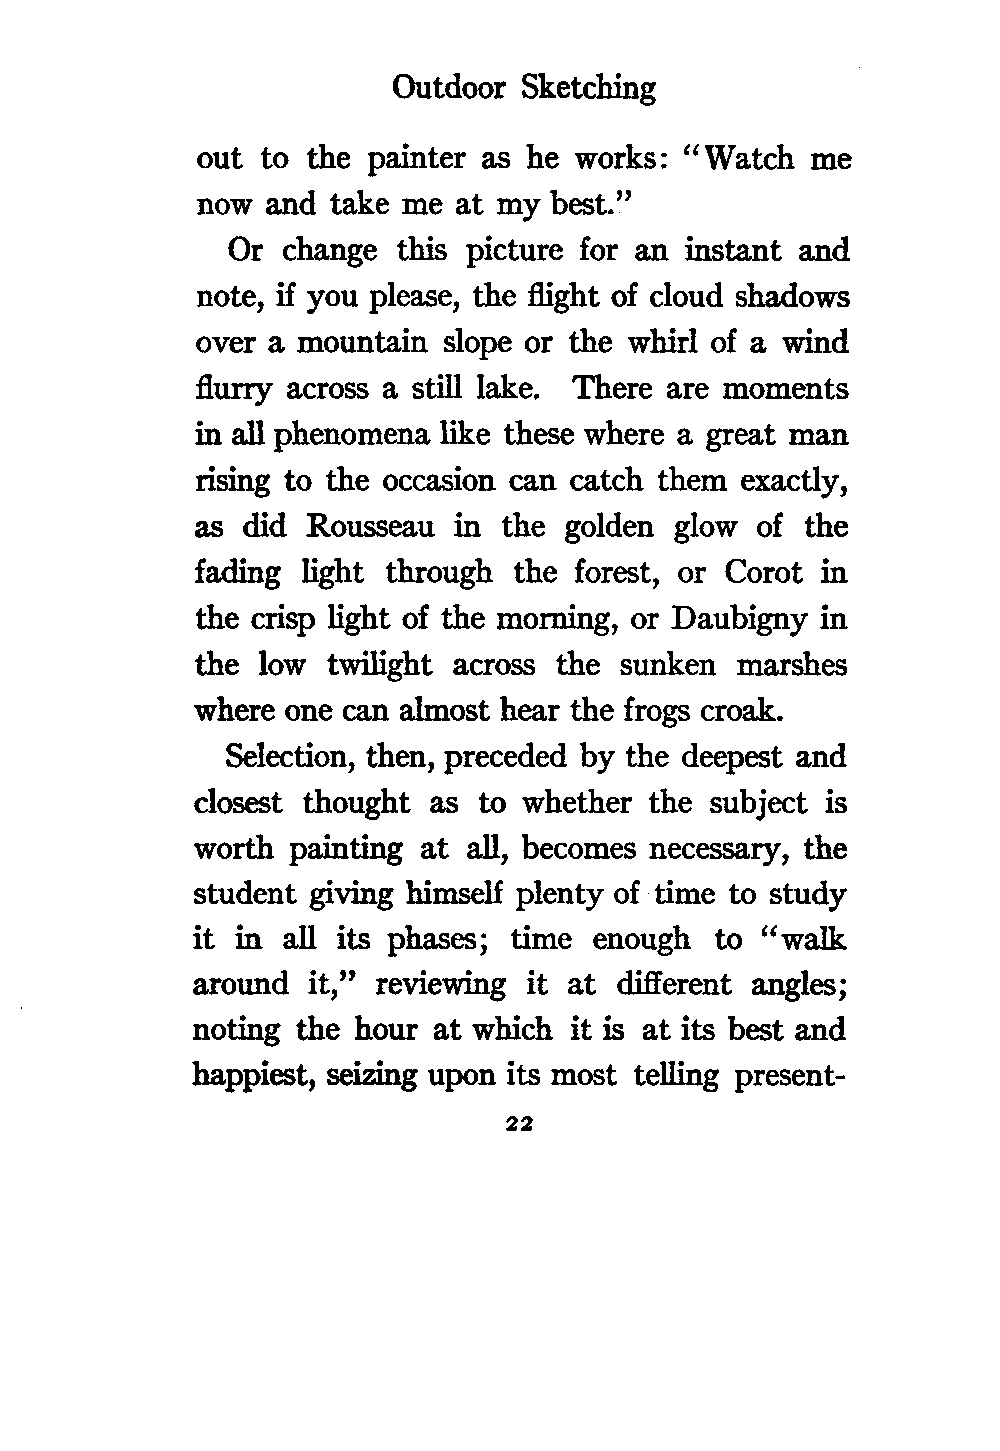 Outdoor Sketching
out to the painter as he works: “Watch me
now and take me at my best.”
Or change this picture for an instant and
note, if you please, the flight of cloud shadows
over a mountain slope or the whirl of a wind
flurry across a still lake. There are moments
in all phenomena like these where a great man
rising to the occasion can catch them exactly,
as did Rousseau in the golden glow of the
fading light through the forest, or Corot in
the crisp light of the morning, or Daubigny in
the low twilight across the sunken marshes
where one can almost hear the frogs croak.
Selection, then, preceded by the deepest and
closest thought as to whether the subject is
worth painting at all, becomes necessary, the
student giving himself plenty of time to study
it in all its phases; time enough to “walk
around it,” reviewing it at different angles;
noting the hour at which it is at its best and
happiest, seizing upon its most telling present-
22